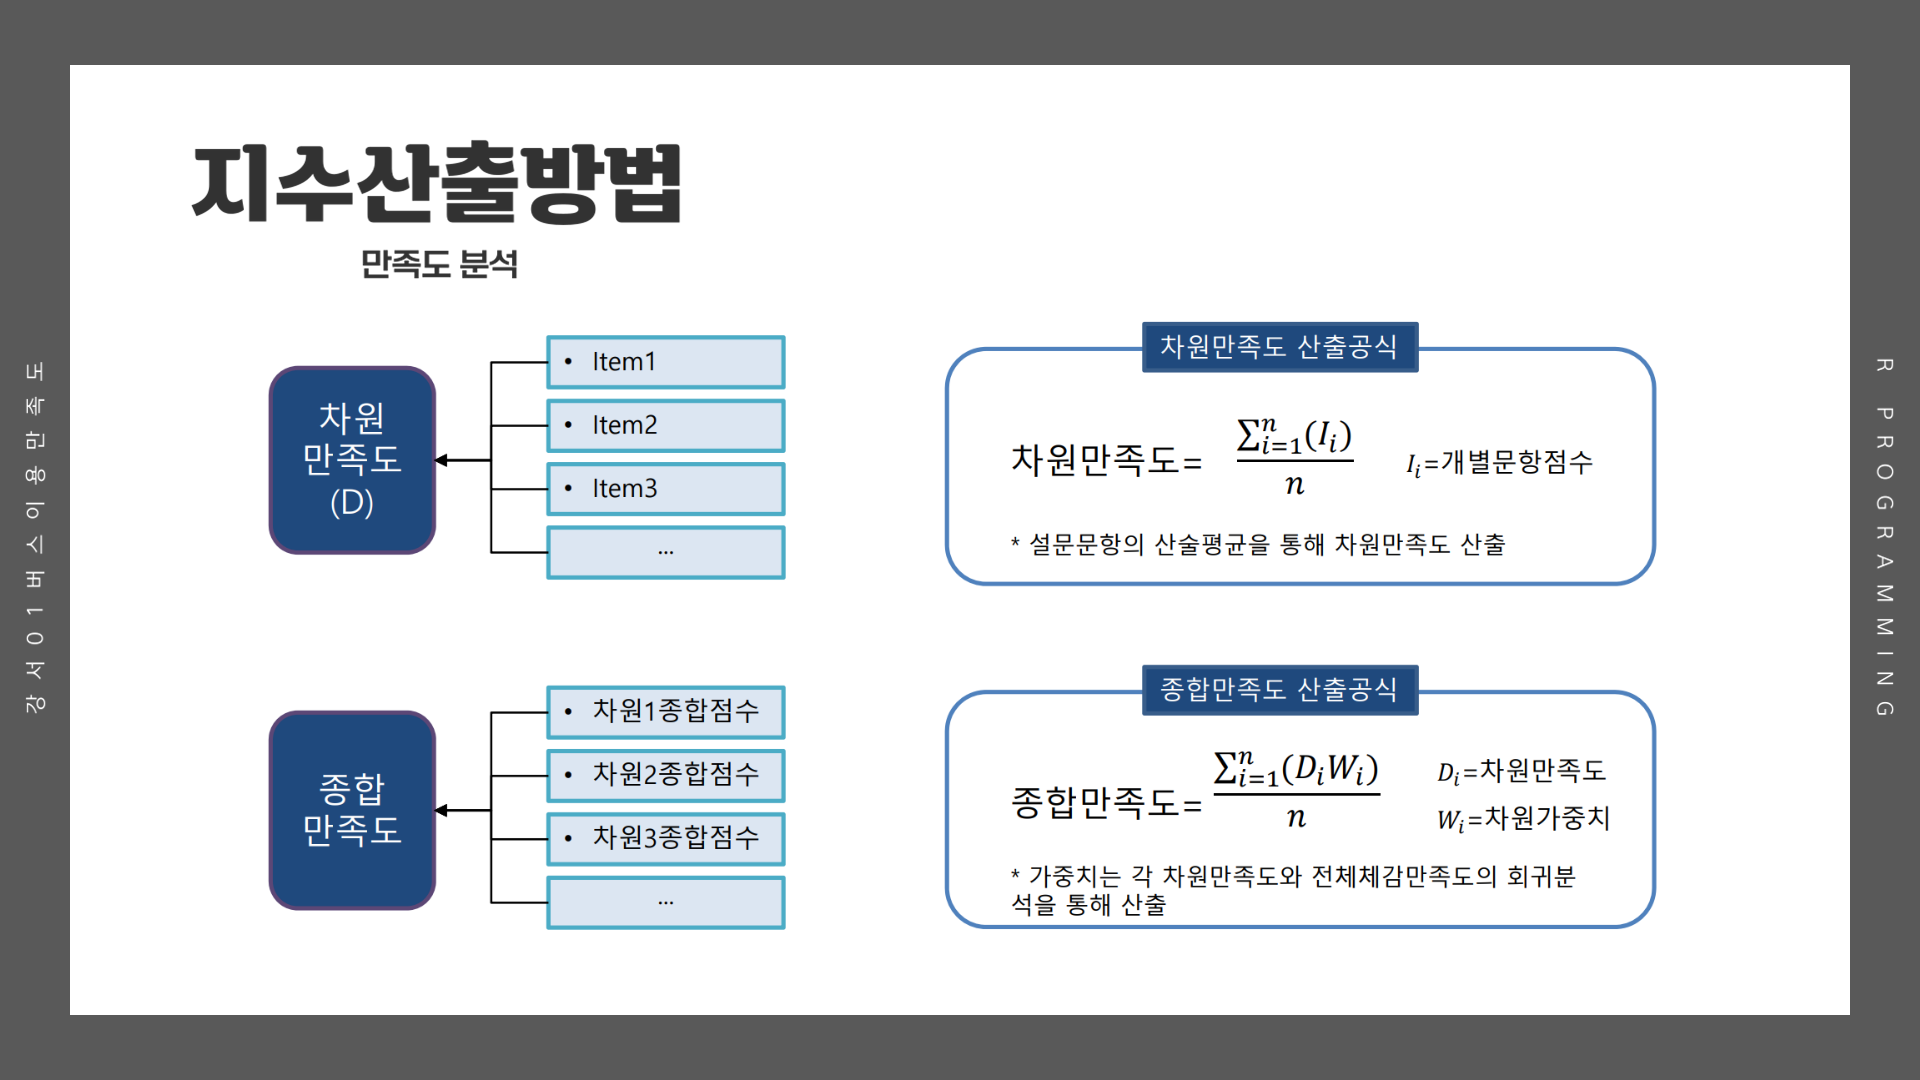 지수산출방법
만족도 분석
강서01버스이용만족도
차원
만족도
(D)
• Item1
• Item2
• Item3
...
차원만족도 산출공식
차원만족도= \frac{\sum_{i=1}^{n}(I_i)}{n} I_i=개별문항점수
* 설문문항의 산술평균을 통해 차원만족도 산출
종합
만족도
• 차원1종합점수
• 차원2종합점수
• 차원3종합점수
...
종합만족도 산출공식
종합만족도= \frac{\sum_{i=1}^{n}(D_iW_i)}{n}
D_i=차원만족도
W_i=차원가중치
* 가중치는 각 차원만족도와 전체체감만족도의 회귀분
석을 통해 산출
R PROGRAMMING